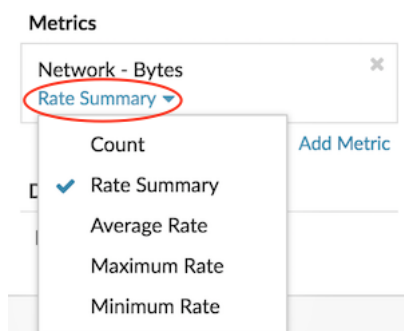 Metrics
Network - Bytes
Rate Summary
Count
Add Metric
Rate Summary
Average Rate
Maximum Rate
Minimum Rate